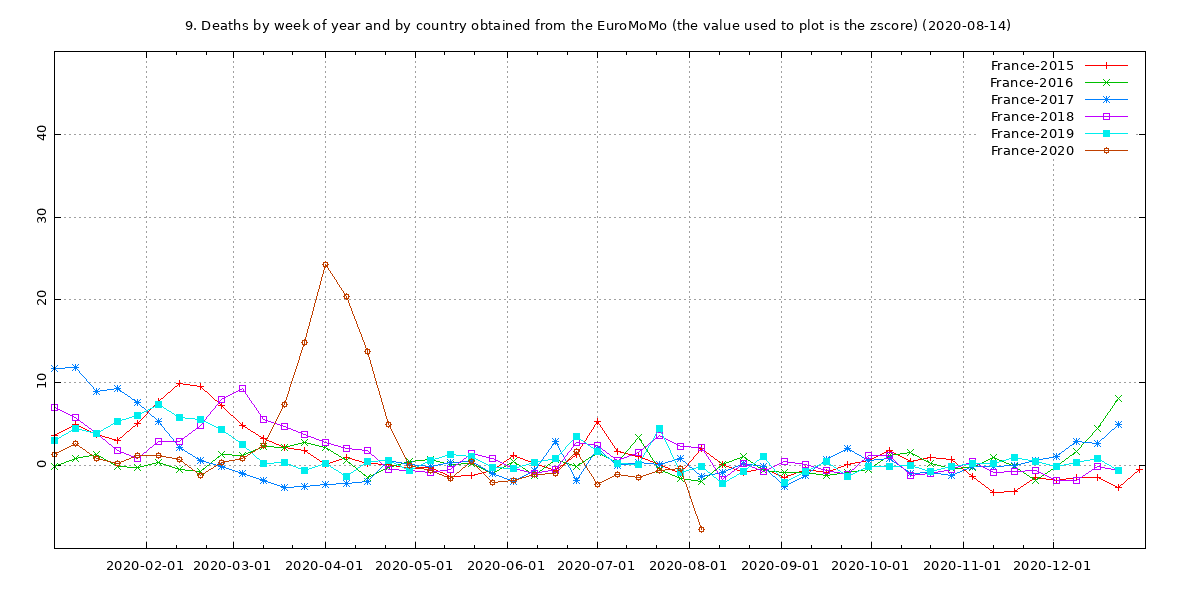 9. Deaths by week of year and by country obtained from the EuroMoMo (the value used to plot is the zscore) (2020-08-14)
France-2015
France-2016
France-2017
France-2018
France-2019
France-2020
40
30
20
10
0
2020-02-01 2020-03-01 2020-04-01 2020-05-01 2020-06-01 2020-07-01 2020-08-01 2020-09-01 2020-10-01 2020-11-01 2020-12-01